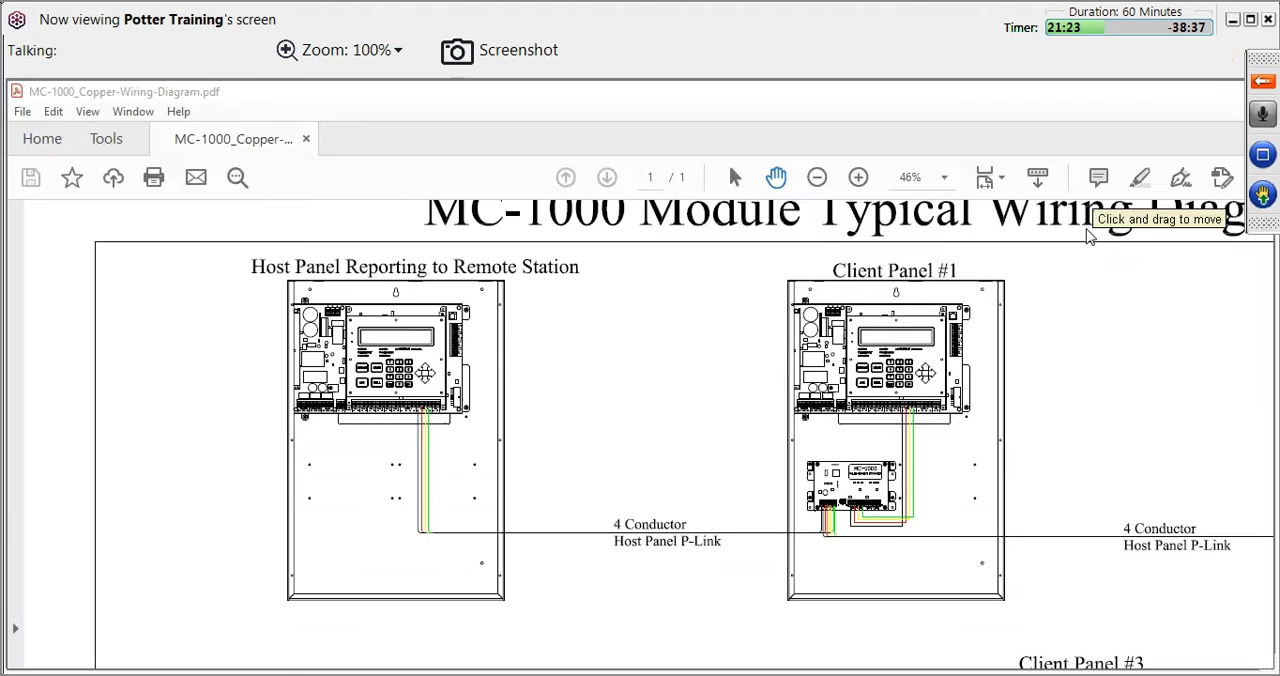 Now viewing Potter Training's screen
Duration: 60 Minutes
Timer: 21:23 -38:37
Talking:
Zoom: 100%
Screenshot
MC-1000_Copper-Wiring-Diagram.pdf
File Edit View Window Help
Home Tools MC-1000_Copper-... ×
1 / 1
46%
MC-1000 Module Typical Wiring Diag
Click and drag to move
Host Panel Reporting to Remote Station
Client Panel #1
MC-1000
4 Conductor
Host Panel P-Link
4 Conductor
Host Panel P-Link
Client Panel #3